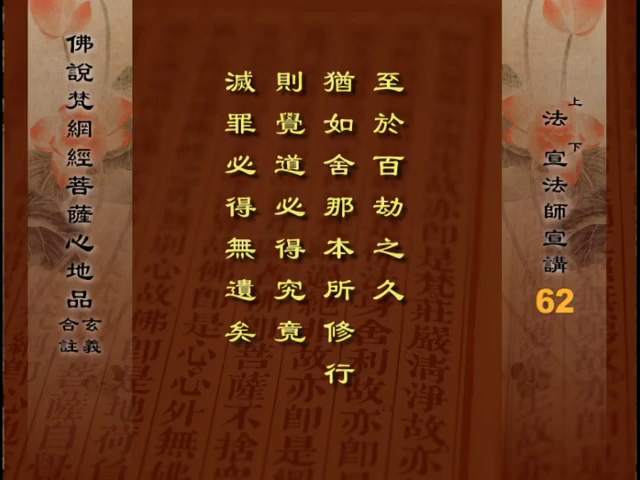 至於百劫之久
猶如舍那本所修行
則覺道必得究竟
滅罪必得無遺矣
佛說梵網經菩薩心地品
玄義
合註
上法下宣法師宣講
62